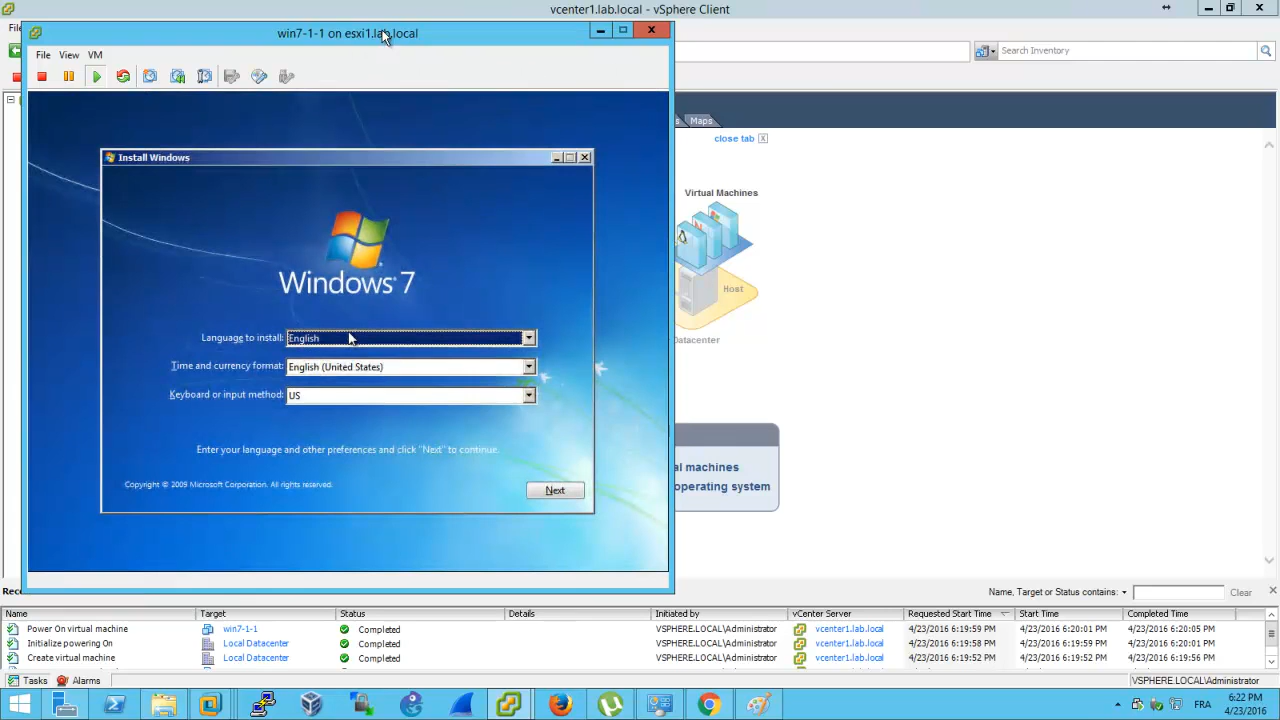 vcenter1.lab.local - vSphere Client
win7-1-1 on esxi1.lab.local
File View VM
Search Inventory
Maps
close tab
Install Windows
Virtual Machines
Windows 7
Host
Language to install: English
Datacenter
Time and currency format: English (United States)
Keyboard or input method: US
Enter your language and other preferences and click "Next" to continue.
Copyright © 2009 Microsoft Corporation. All rights reserved.
Next
machines
operating system
Name, Target or Status contains: Clear
Name Target Status Details Initiated by vCenter Server Requested Start Time Start Time Completed Time
Power On virtual machine win7-1-1 Completed VSPHERE.LOCAL\Administrator vcenter1.lab.local 4/23/2016 6:19:59 PM 4/23/2016 6:20:01 PM 4/23/2016 6:20:05 PM
Initialize powering On Local Datacenter Completed VSPHERE.LOCAL\Administrator vcenter1.lab.local 4/23/2016 6:19:58 PM 4/23/2016 6:20:01 PM 4/23/2016 6:20:01 PM
Create virtual machine Local Datacenter Completed VSPHERE.LOCAL\Administrator vcenter1.lab.local 4/23/2016 6:19:52 PM 4/23/2016 6:19:52 PM 4/23/2016 6:19:56 PM
Tasks Alarms VSPHERE.LOCAL\Administrator
FRA 6:22 PM
4/23/2016